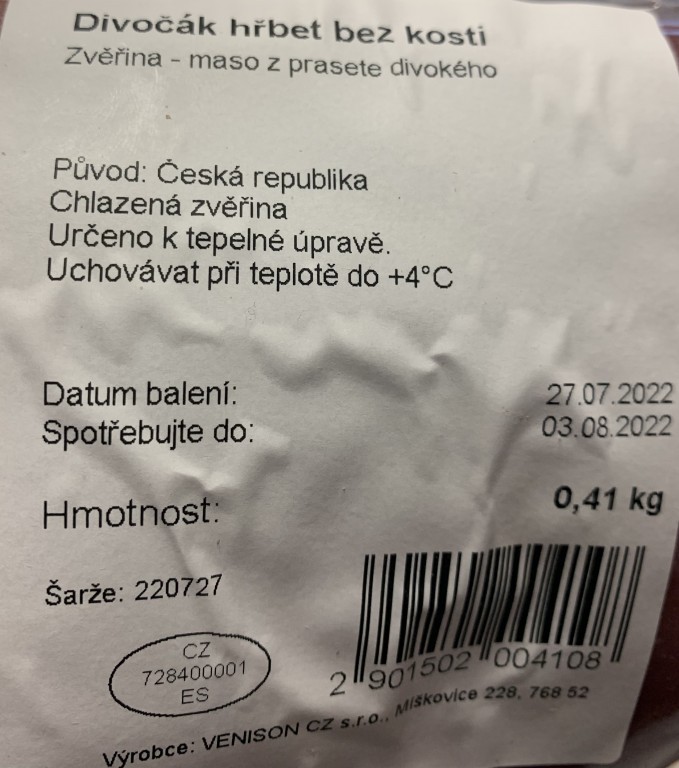 Divočák hřbet bez kosti
Zvěřina - maso z prasete divokého
Původ: Česká republika
Chlazená zvěřina
Určeno k tepelné úpravě.
Uchovávat při teplotě do +4°C
Datum balení: 27.07.2022
Spotřebujte do: 03.08.2022
Hmotnost: 0,41 kg
Šarže: 220727
CZ
728400001
ES
2 901502 004108
Výrobce: VENISON CZ s.r.o., Míškovice 228, 768 52